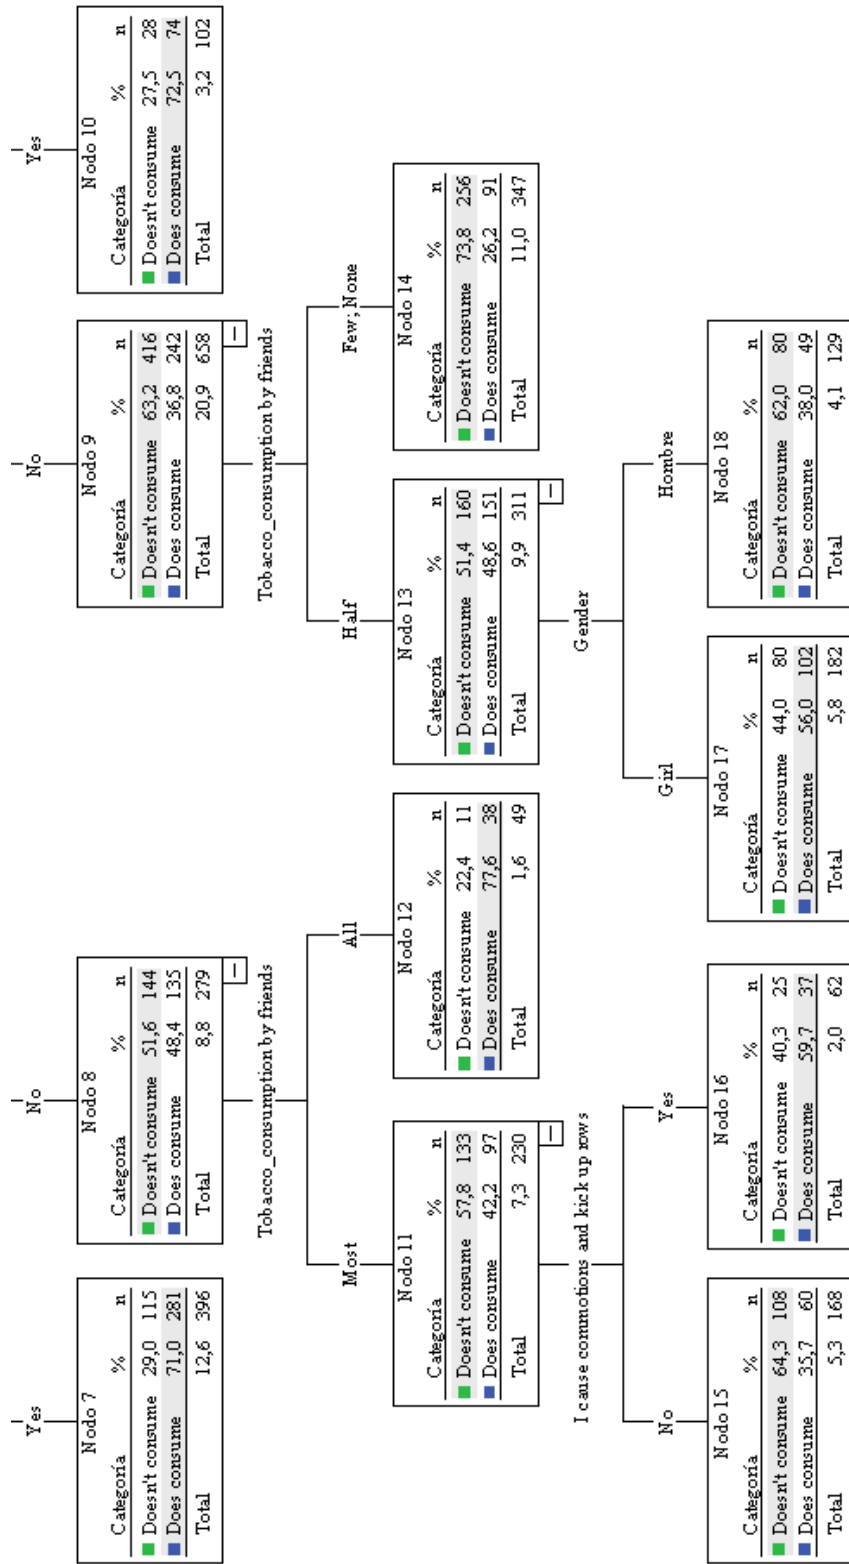 Yes
Nodo 7
Categoría % n
Doesn't consume 29,0 115
Does consume 71,0 281
Total 12,6 396
No
Nodo 8
Categoría % n
Doesn't consume 51,6 144
Does consume 48,4 135
Total 8,8 279
Tobacco_consumption by friends
No
Nodo 9
Categoría % n
Doesn't consume 63,2 416
Does consume 36,8 242
Total 20,9 658
Tobacco_consumption by friends
Yes
Nodo 10
Categoría % n
Doesn't consume 27,5 28
Does consume 72,5 74
Total 3,2 102
Most
Nodo 11
Categoría % n
Doesn't consume 57,8 133
Does consume 42,2 97
Total 7,3 230
I cause commotions and kick up rows
All
Nodo 12
Categoría % n
Doesn't consume 22,4 11
Does consume 77,6 38
Total 1,6 49
Half
Nodo 13
Categoría % n
Doesn't consume 51,4 160
Does consume 48,6 151
Total 9,9 311
Gender
Few; None
Nodo 14
Categoría % n
Doesn't consume 73,8 256
Does consume 26,2 91
Total 11,0 347
No
Nodo 15
Categoría % n
Doesn't consume 64,3 108
Does consume 35,7 60
Total 5,3 168
Yes
Nodo 16
Categoría % n
Doesn't consume 40,3 25
Does consume 59,7 37
Total 2,0 62
Girl
Nodo 17
Categoría % n
Doesn't consume 44,0 80
Does consume 56,0 102
Total 5,8 182
Hombre
Nodo 18
Categoría % n
Doesn't consume 62,0 80
Does consume 38,0 49
Total 4,1 129